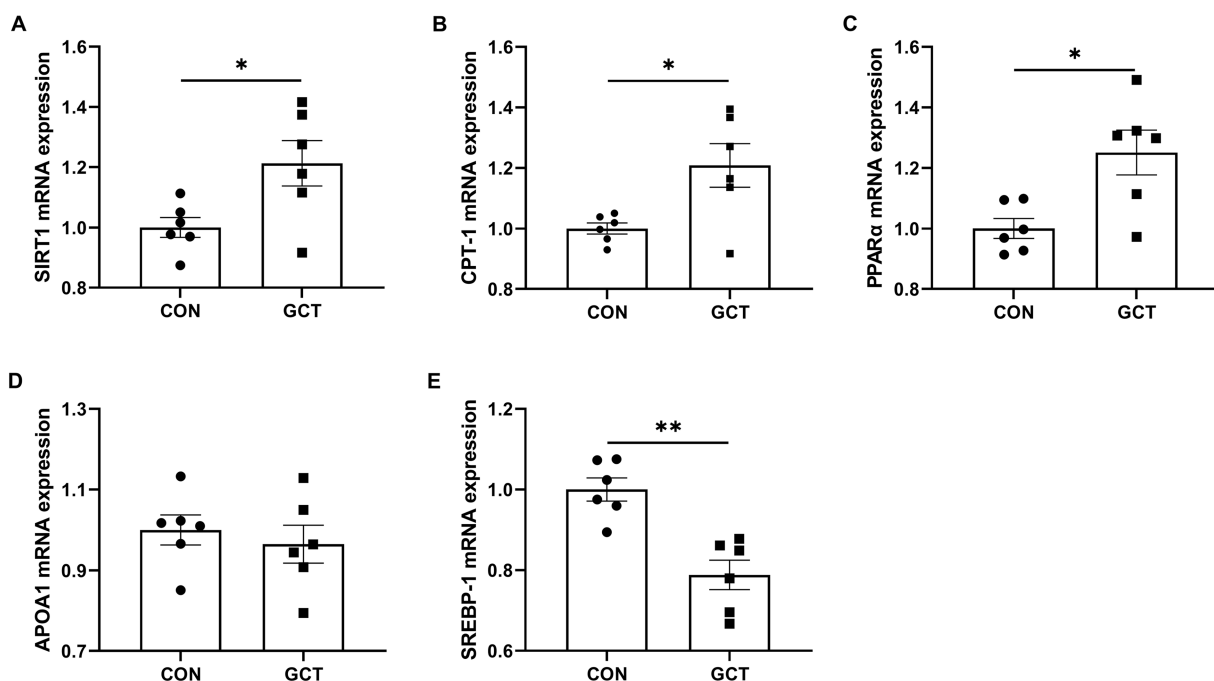 A
SIRT1 mRNA expression
1.6
1.4
1.2
1.0
0.8
*
CON
GCT
B
CPT-1 mRNA expression
1.6
1.4
1.2
1.0
0.8
*
CON
GCT
C
PPARα mRNA expression
1.6
1.4
1.2
1.0
0.8
*
CON
GCT
D
APOA1 mRNA expression
1.3
1.1
0.9
0.7
CON
GCT
E
SREBP-1 mRNA expression
1.2
1.0
0.8
0.6
**
CON
GCT